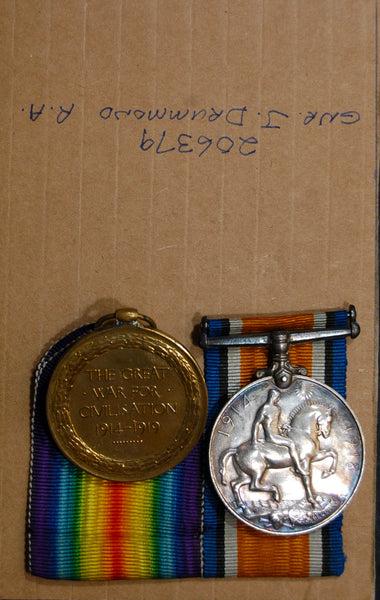 206379
GNR. J. DRUMMOND R.A.
THE GREAT
WAR FOR
CIVILISATION
1914-1919
1914